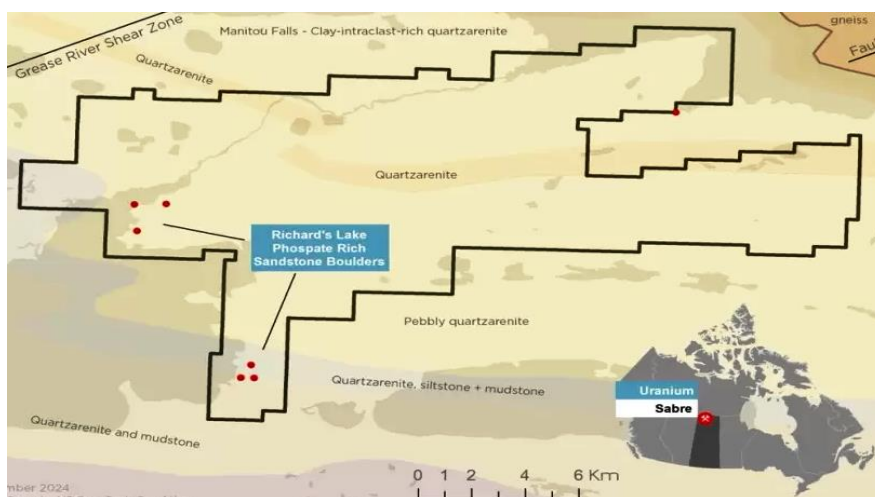 Grease River Shear Zone
Manitou Falls - Clay-intraclast-rich quartzarenite
gneiss
Fau
Quartzarenite
Quartzarenite
Richard's Lake
Phospate Rich
Sandstone Boulders
Pebbly quartzarenite
Quartzarenite, siltstone + mudstone
Uranium
Sabre
Quartzarenite and mudstone
0 1 2 4 6 Km
mber 2024